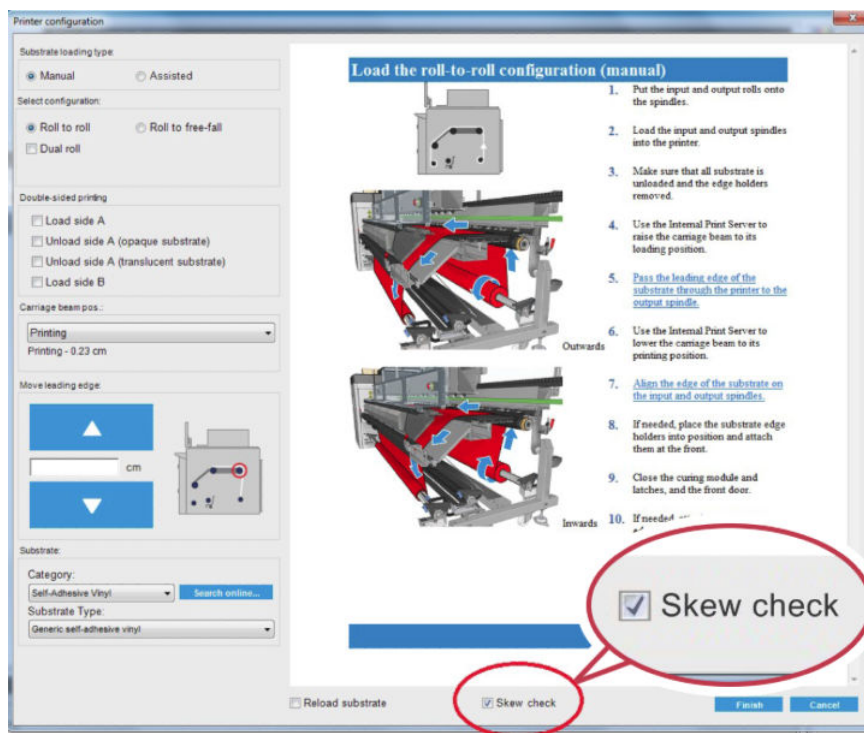 Printer configuration
Substrate loading type:
Manual
Assisted
Select configuration:
Roll to roll
Roll to free-fall
Dual roll
Double-sided printing
Load side A
Unload side A (opaque substrate)
Unload side A (translucent substrate)
Load side B
Carriage beam pos.:
Printing
Printing - 0.23 cm
Move leading edge:
cm
Substrate:
Category:
Self-Adhesive Vinyl
Search online...
Substrate Type:
Generic self-adhesive vinyl
Load the roll-to-roll configuration (manual)
1. Put the input and output rolls onto
the spindles.
2. Load the input and output spindles
into the printer.
3. Make sure that all substrate is
unloaded and the edge holders
removed.
4. Use the Internal Print Server to
raise the carriage beam to its
loading position.
5. Pass the leading edge of the
substrate through the printer to the
output spindle.
Outwards
6. Use the Internal Print Server to
lower the carriage beam to its
printing position.
7. Align the edge of the substrate on
the input and output spindles.
8. If needed, place the substrate edge
holders into position and attach
them at the front.
9. Close the curing module and
latches, and the front door.
Inwards
10. If needed,
Skew check
Reload substrate
Skew check
Finish
Cancel